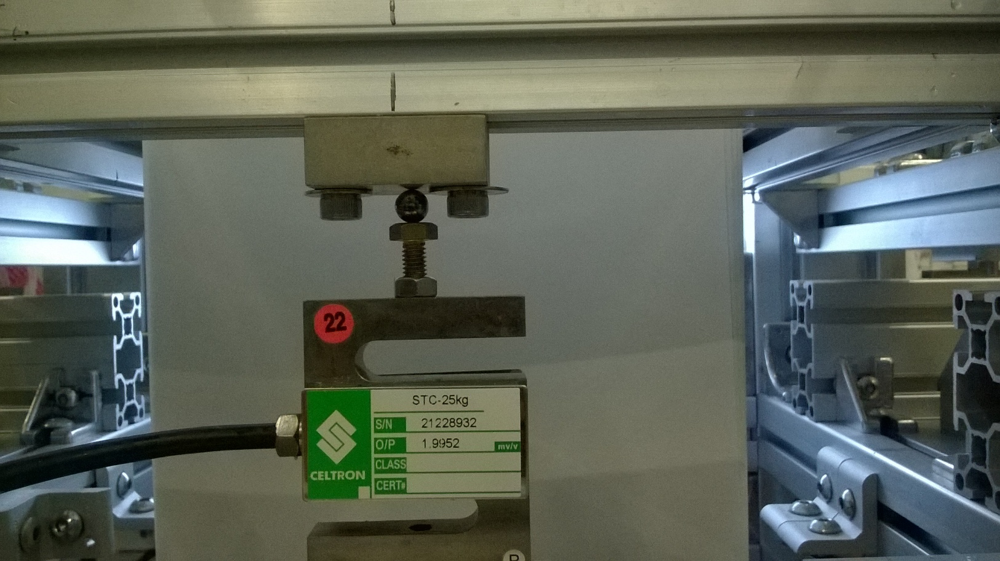 22
STC-25kg
S/N 21228932
O/P 1.9952 mv/v
CLASS
CERT#
CELTRON